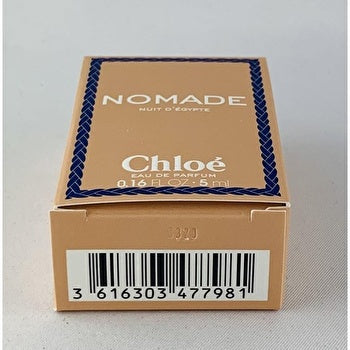 NOMADE
NUIT D'ÉGYPTE
Chloé
EAU DE PARFUM
0.16 FL OZ - 5 ml
3 616303 477981